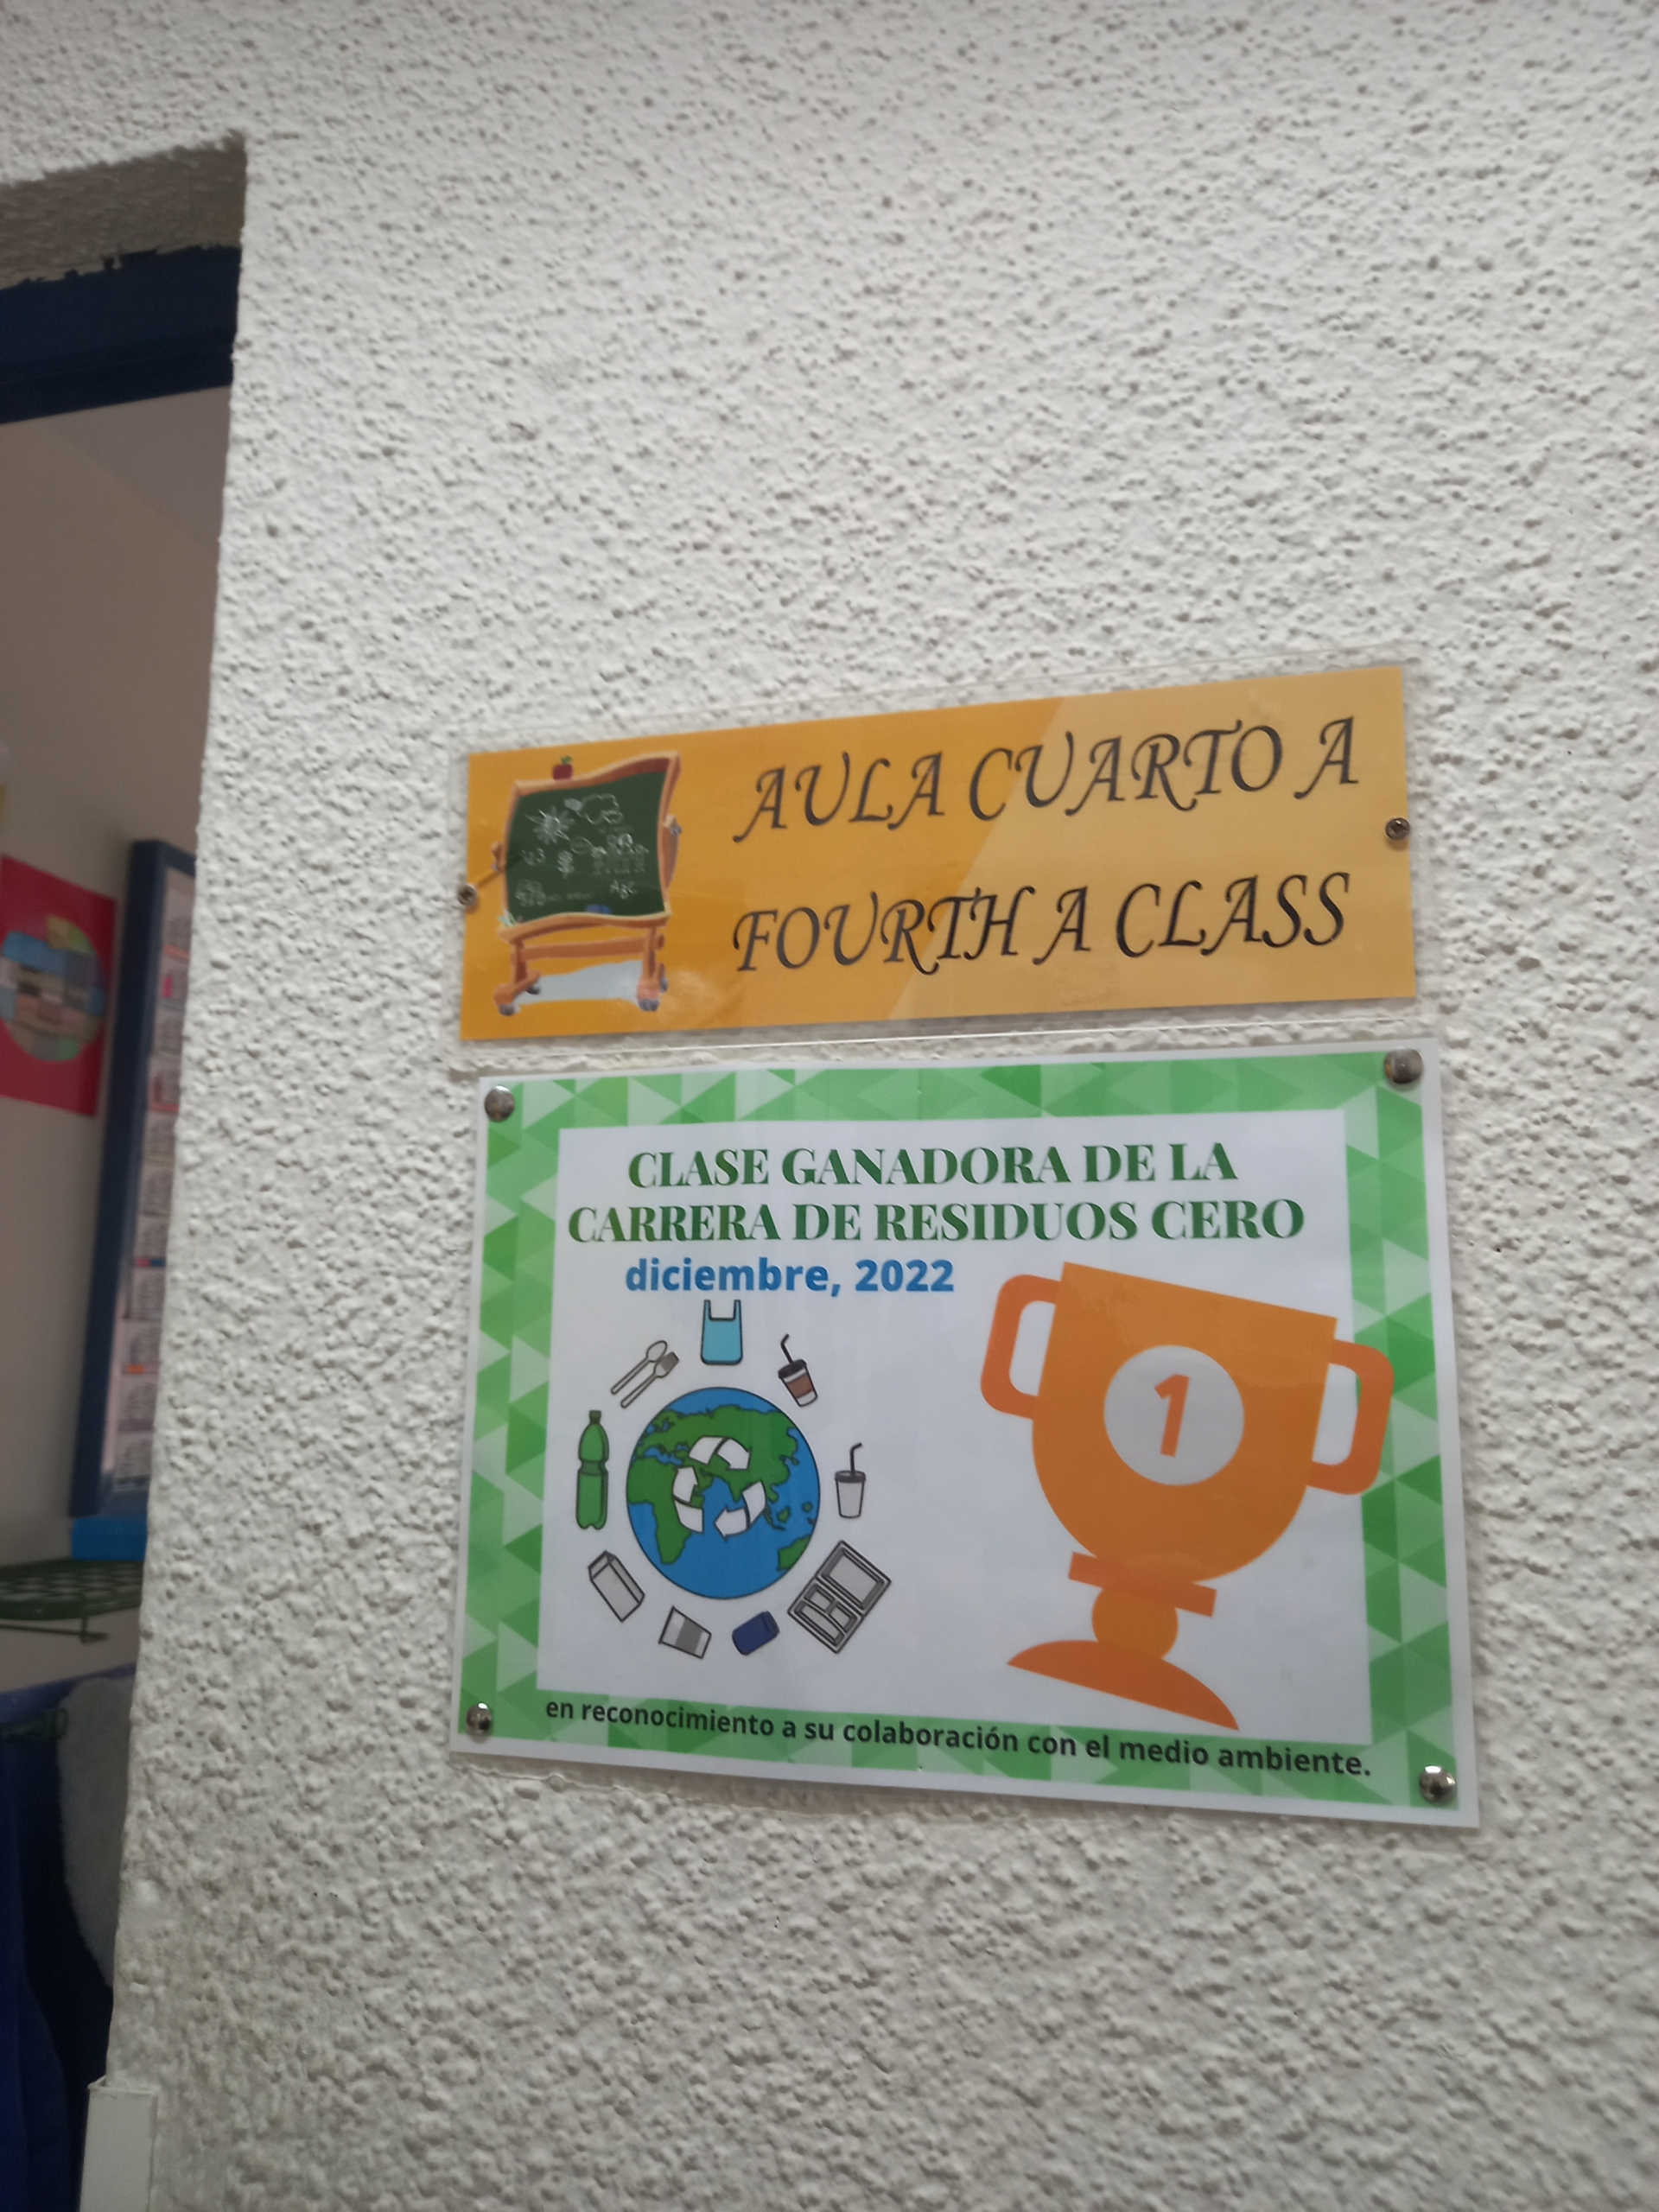 AULA CUARTO A
FOURTH A CLASS
CLASE GANADORA DE LA
CARRERA DE RESIDUOS CERO
diciembre, 2022
1
en reconocimiento a su colaboración con el medio ambiente.